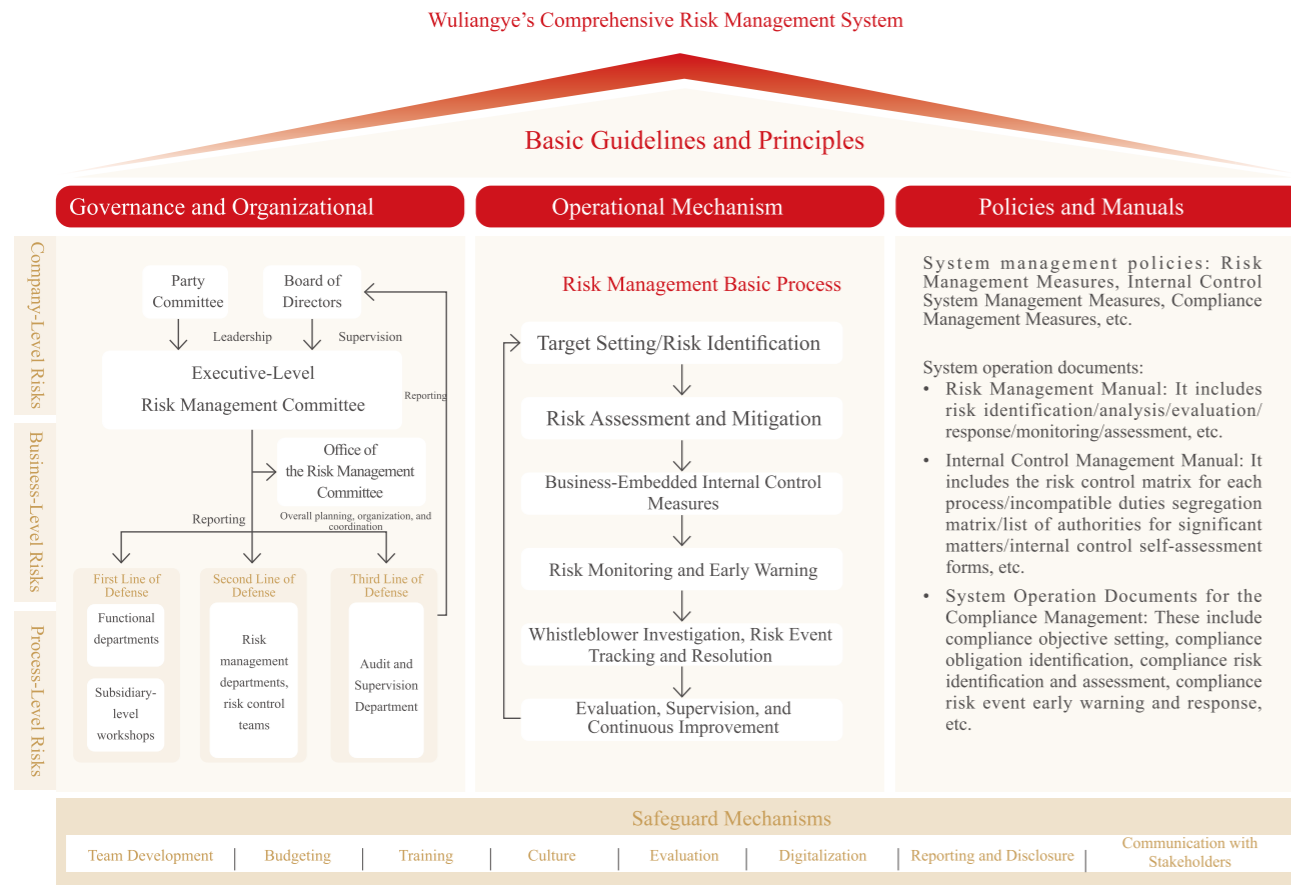 Wuliangye's Comprehensive Risk Management System
Basic Guidelines and Principles
Governance and Organizational
Operational Mechanism
Policies and Manuals
Company-Level Risks
Business-Level Risks
Process-Level Risks
Party
Committee
Board of
Directors
Leadership
Supervision
Executive-Level
Risk Management Committee
Reporting
Office of
the Risk Management
Committee
Reporting
Overall planning, organization, and
coordination
First Line of
Defense
Functional
departments
Subsidiary-
level
workshops
Second Line of
Defense
Risk
management
departments,
risk control
teams
Third Line of
Defense
Audit and
Supervision
Department
Risk Management Basic Process
Target Setting/Risk Identification
Risk Assessment and Mitigation
Business-Embedded Internal Control
Measures
Risk Monitoring and Early Warning
Whistleblower Investigation, Risk Event
Tracking and Resolution
Evaluation, Supervision, and
Continuous Improvement
System management policies: Risk
Management Measures, Internal Control
System Management Measures, Compliance
Management Measures, etc.
System operation documents:
• Risk Management Manual: It includes
risk identification/analysis/evaluation/
response/monitoring/assessment, etc.
• Internal Control Management Manual: It
includes the risk control matrix for each
process/incompatible duties segregation
matrix/list of authorities for significant
matters/internal control self-assessment
forms, etc.
• System Operation Documents for the
Compliance Management: These include
compliance objective setting, compliance
obligation identification, compliance risk
identification and assessment, compliance
risk event early warning and response,
etc.
Safeguard Mechanisms
Team Development
Budgeting
Training
Culture
Evaluation
Digitalization
Reporting and Disclosure
Communication with
Stakeholders